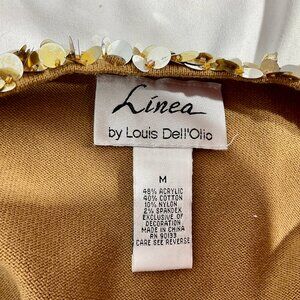 Linea
by Louis Dell'Olio
M
48% ACRYLIC
40% COTTON
10% NYLON
2% SPANDEX
EXCLUSIVE OF
DECORATION
MADE IN CHINA
RN 90133
CARE SEE REVERSE